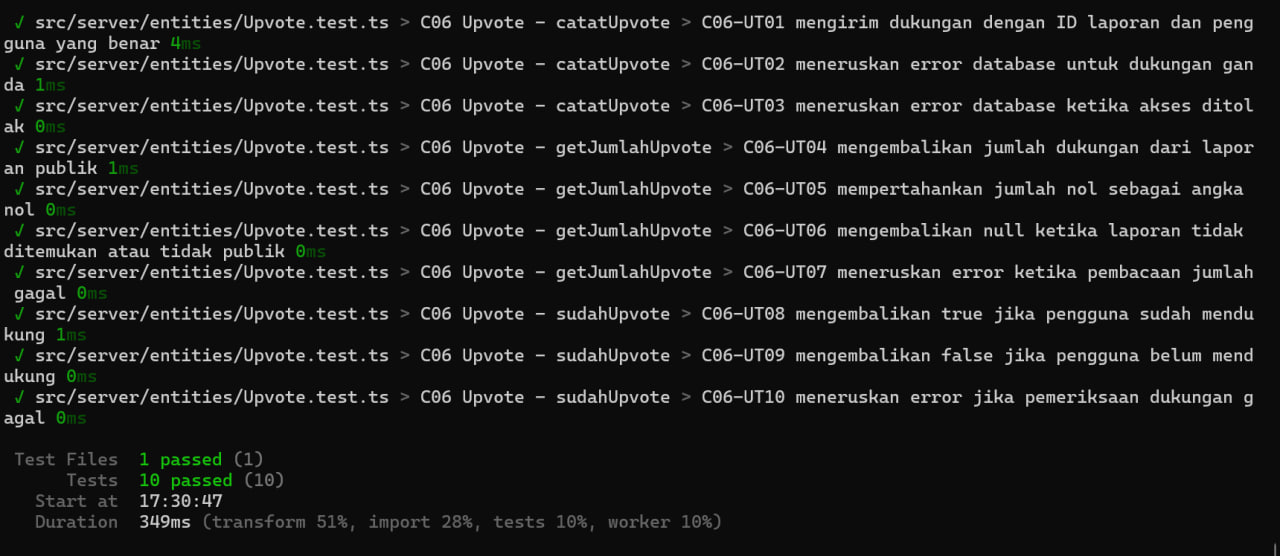 ✓ src/server/entities/Upvote.test.ts > C06 Upvote - catatUpvote > C06-UT01 mengirim dukungan dengan ID laporan dan peng
guna yang benar 4ms
✓ src/server/entities/Upvote.test.ts > C06 Upvote - catatUpvote > C06-UT02 meneruskan error database untuk dukungan gan
da 1ms
✓ src/server/entities/Upvote.test.ts > C06 Upvote - catatUpvote > C06-UT03 meneruskan error database ketika akses ditol
ak 0ms
✓ src/server/entities/Upvote.test.ts > C06 Upvote - getJumlahUpvote > C06-UT04 mengembalikan jumlah dukungan dari lapor
an publik 1ms
✓ src/server/entities/Upvote.test.ts > C06 Upvote - getJumlahUpvote > C06-UT05 mempertahankan jumlah nol sebagai angka
nol 0ms
✓ src/server/entities/Upvote.test.ts > C06 Upvote - getJumlahUpvote > C06-UT06 mengembalikan null ketika laporan tidak
ditemukan atau tidak publik 0ms
✓ src/server/entities/Upvote.test.ts > C06 Upvote - getJumlahUpvote > C06-UT07 meneruskan error ketika pembacaan jumlah
gagal 0ms
✓ src/server/entities/Upvote.test.ts > C06 Upvote - sudahUpvote > C06-UT08 mengembalikan true jika pengguna sudah mendu
kung 1ms
✓ src/server/entities/Upvote.test.ts > C06 Upvote - sudahUpvote > C06-UT09 mengembalikan false jika pengguna belum mend
ukung 0ms
✓ src/server/entities/Upvote.test.ts > C06 Upvote - sudahUpvote > C06-UT10 meneruskan error jika pemeriksaan dukungan g
agal 0ms
Test Files 1 passed (1)
Tests 10 passed (10)
Start at 17:30:47
Duration 349ms (transform 51%, import 28%, tests 10%, worker 10%)